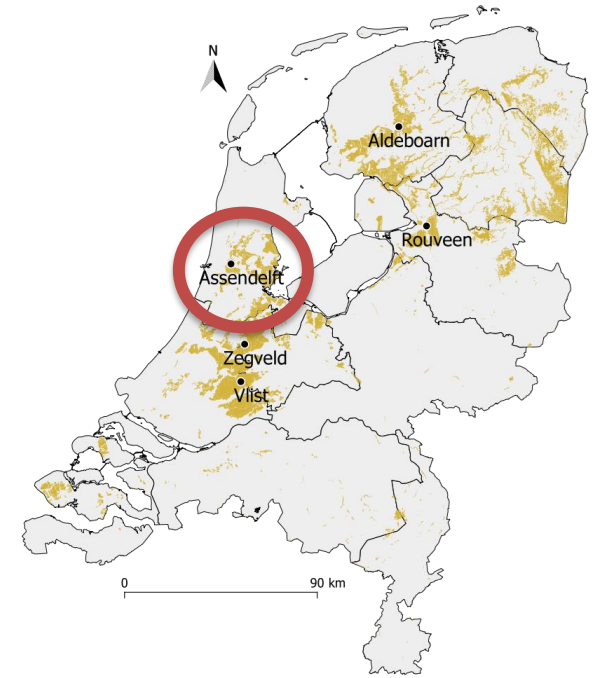 N
Aldeboarn
Rouveen
Assendelft
Zegveld
Vlist
0 90 km